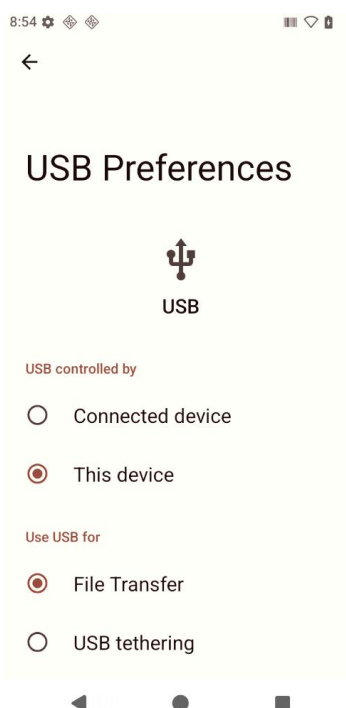 8:54
USB Preferences
USB
USB controlled by
Connected device
This device
Use USB for
File Transfer
USB tethering